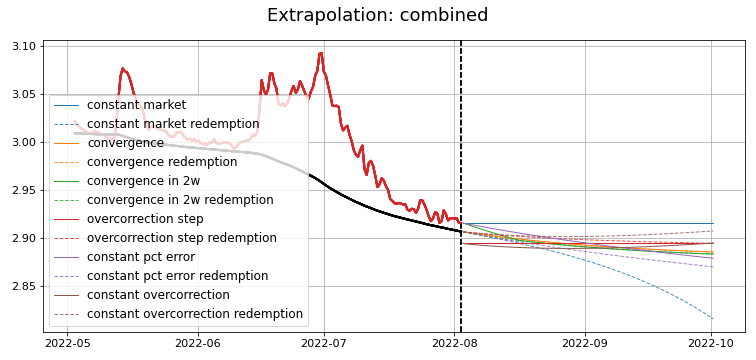 Extrapolation: combined
3.10
3.05
3.00
2.95
2.90
2.85
constant market
constant market redemption
convergence
convergence redemption
convergence in 2w
convergence in 2w redemption
overcorrection step
overcorrection step redemption
constant pct error
constant pct error redemption
constant overcorrection
constant overcorrection redemption
2022-05 2022-06 2022-07 2022-08 2022-09 2022-10